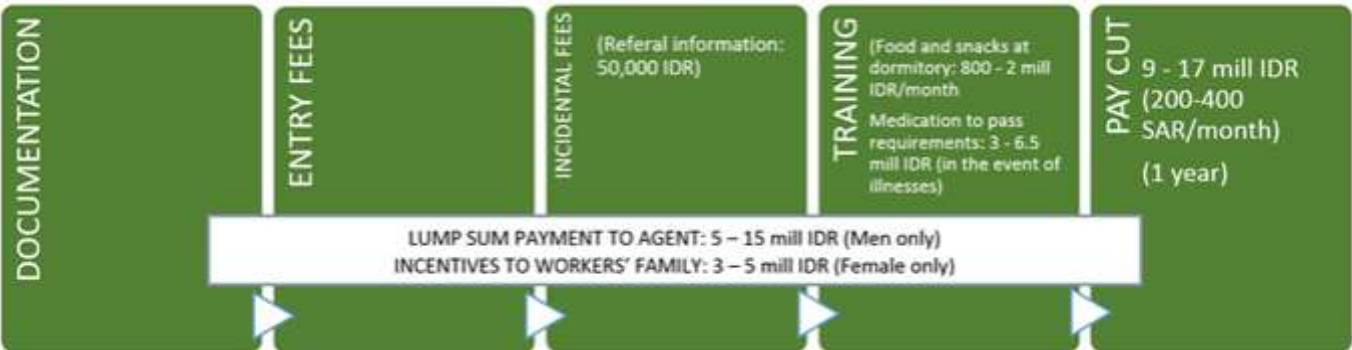 DOCUMENTATION
ENTRY FEES
INCIDENTAL FEES
(Referal information:
50,000 IDR)
TRAINING
(Food and snacks at
dormitory: 800 - 2 mill
IDR/month
Medication to pass
requirements: 3 - 6.5
mill IDR (in the event of
illnesses)
PAY CUT
9 - 17 mill IDR
(200-400
SAR/month)
(1 year)
LUMP SUM PAYMENT TO AGENT: 5 – 15 mill IDR (Men only)
INCENTIVES TO WORKERS' FAMILY: 3 – 5 mill IDR (Female only)